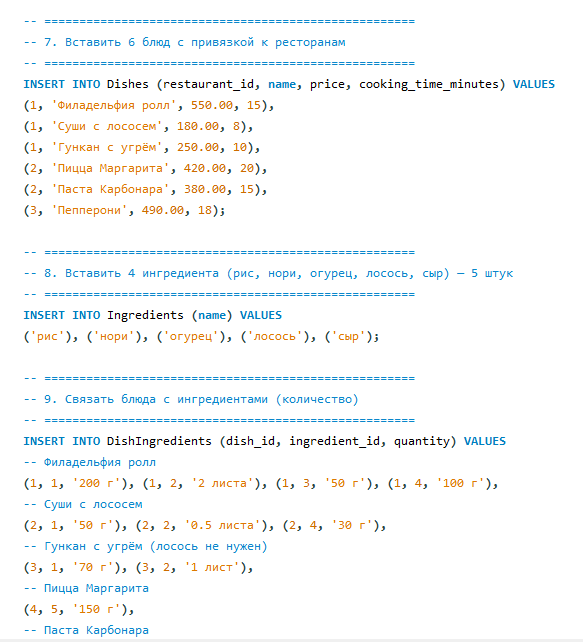 -- =====================================================
-- 7. Вставить 6 блюд с привязкой к ресторанам
-- =====================================================
INSERT INTO Dishes (restaurant_id, name, price, cooking_time_minutes) VALUES
(1, 'Филадельфия ролл', 550.00, 15),
(1, 'Суши с лососем', 180.00, 8),
(1, 'Гункан с угрём', 250.00, 10),
(2, 'Пицца Маргарита', 420.00, 20),
(2, 'Паста Карбонара', 380.00, 15),
(3, 'Пепперони', 490.00, 18);
-- =====================================================
-- 8. Вставить 4 ингредиента (рис, нори, огурец, лосось, сыр) — 5 штук
-- =====================================================
INSERT INTO Ingredients (name) VALUES
('рис'), ('нори'), ('огурец'), ('лосось'), ('сыр');
-- =====================================================
-- 9. Связать блюда с ингредиентами (количество)
-- =====================================================
INSERT INTO DishIngredients (dish_id, ingredient_id, quantity) VALUES
-- Филадельфия ролл
(1, 1, '200 г'), (1, 2, '2 листа'), (1, 3, '50 г'), (1, 4, '100 г'),
-- Суши с лососем
(2, 1, '50 г'), (2, 2, '0.5 листа'), (2, 4, '30 г'),
-- Гункан с угрём (лосось не нужен)
(3, 1, '70 г'), (3, 2, '1 лист'),
-- Пицца Маргарита
(4, 5, '150 г'),
-- Паста Карбонара